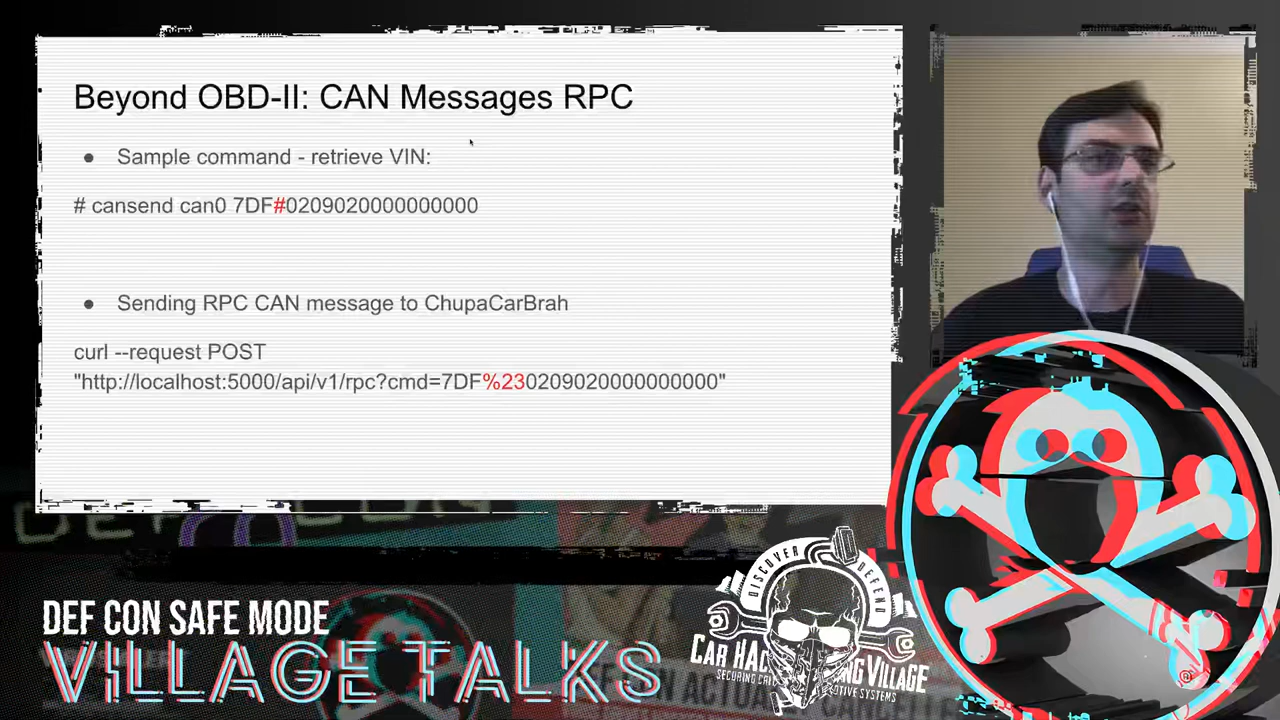 Beyond OBD-II: CAN Messages RPC
● Sample command - retrieve VIN:
# cansend can0 7DF#0209020000000000
● Sending RPC CAN message to ChupaCarBrah
curl --request POST
"http://localhost:5000/api/v1/rpc?cmd=7DF%230209020000000000"
DEF CON SAFE MODE
VILLAGE TALKS
DISCOVER
DEFEND
CAR HACKING VILLAGE